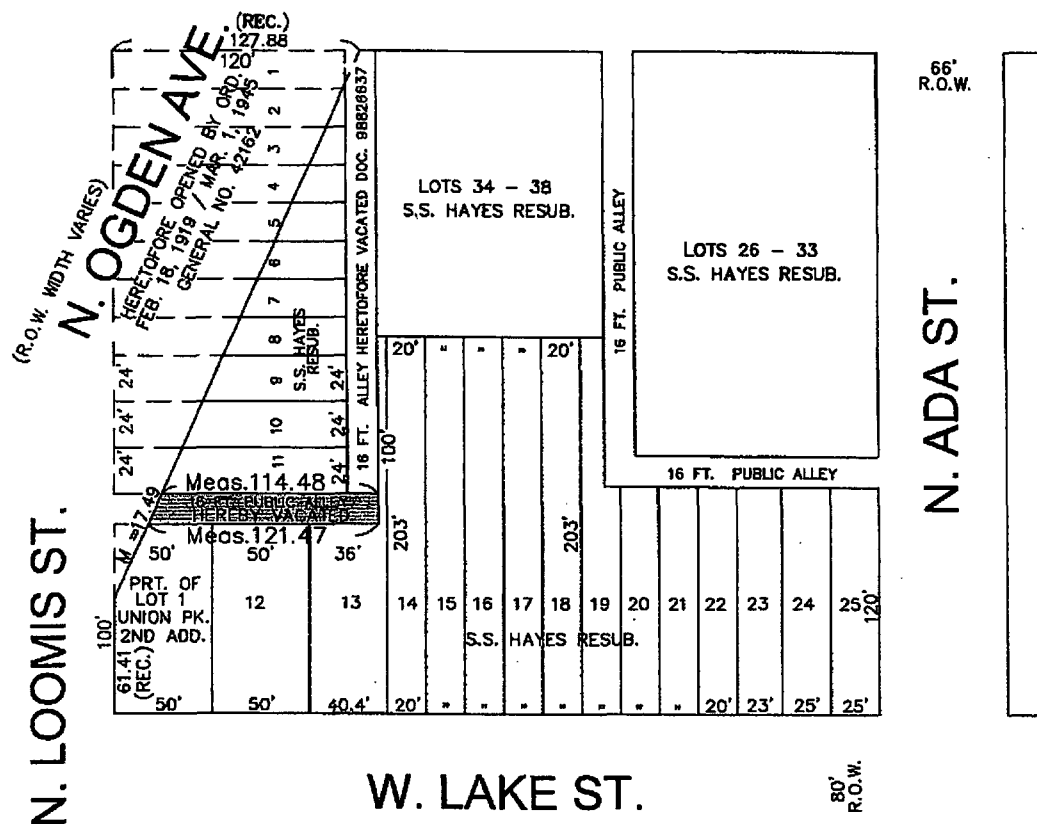 (REC.)
127.88
120'
N. OGDEN AVE.
(R.O.W. WIDTH VARIES)
HERETOFORE OPENED BY ORD.
FEB. 18, 1919 / MAR. 1, 1945
GENERAL NO. 42162
1
2
3
4
5
6
7
8
9
10
11
S.S. HAYES
RESUB.
24'
24'
24'
24'
24'
24'
16 FT. ALLEY HERETOFORE VACATED DOC. 98826637
LOTS 34 - 38
S.S. HAYES RESUB.
16 FT. PUBLIC ALLEY
LOTS 26 - 33
S.S. HAYES RESUB.
66'
R.O.W.
N. ADA ST.
16 FT. PUBLIC ALLEY
20' " " " 20'
100'
203'
203'
Meas.114.48
16 FT. PUBLIC ALLEY
HEREBY VACATED
Meas.121.47
M =17.49
50' 50' 36'
PRT. OF
LOT 1
UNION PK.
2ND ADD.
12 13 14 15 16 17 18 19 20 21 22 23 24 25
S.S. HAYES RESUB.
120'
100'
61.41
(REC.)
50' 50' 40.4' 20' " " " " " " " 20' 23' 25' 25'
N. LOOMIS ST.
W. LAKE ST.
80'
R.O.W.